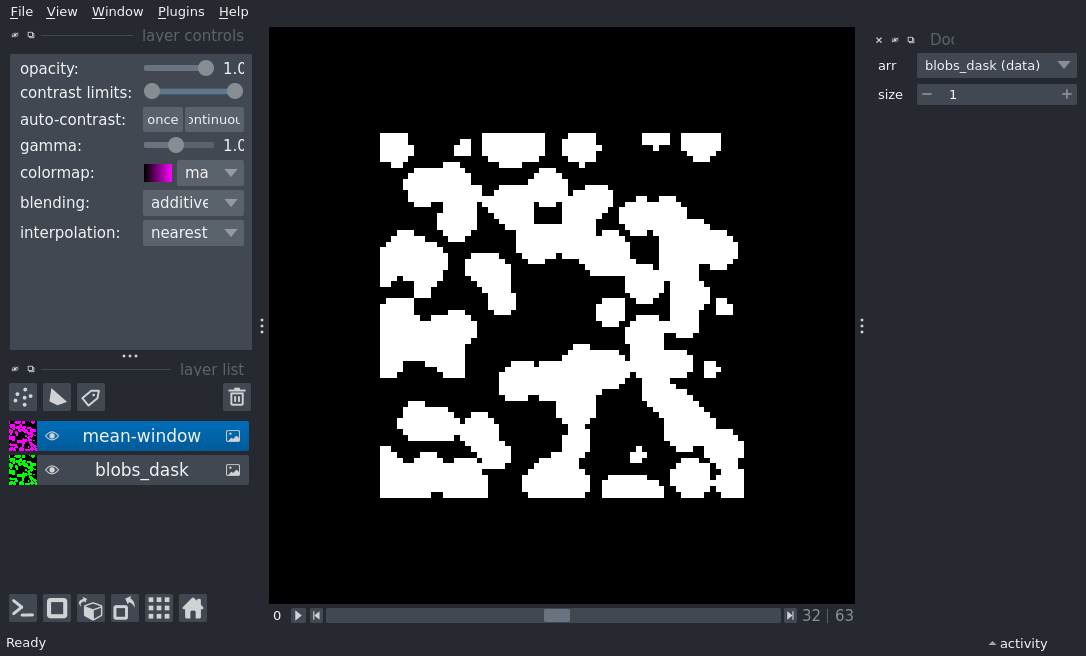 File View Window Plugins Help
layer controls
opacity: 1.0
contrast limits:
auto-contrast: once ontinuou
gamma: 1.0
colormap: ma
blending: additive
interpolation: nearest
layer list
mean-window
blobs_dask
Ready
0 32 | 63
Doc
arr blobs_dask (data)
size − 1 +
activity